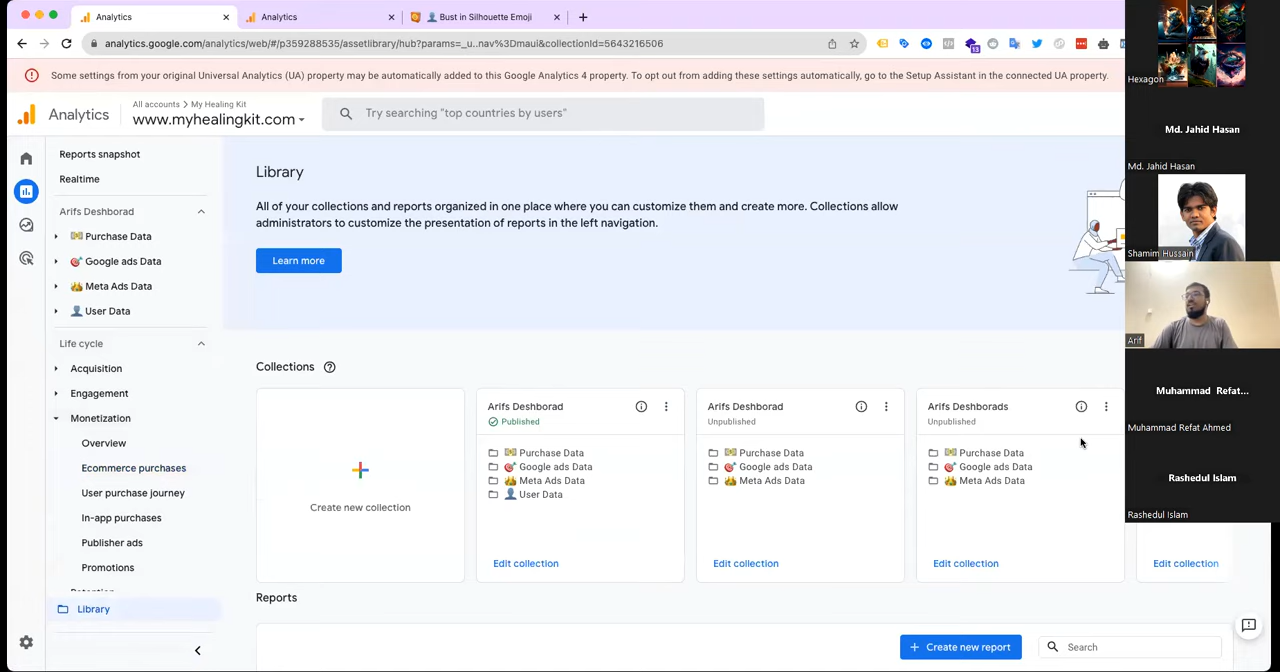 Analytics
Analytics
Bust in Silhouette Emoji
analytics.google.com/analytics/web/#/p359288535/assetlibrary/hub?params=_u..nav%3Dmaui&collectionId=5643216506
13
Some settings from your original Universal Analytics (UA) property may be automatically added to this Google Analytics 4 property. To opt out from adding these settings automatically, go to the Setup Assistant in the connected UA property.
Analytics
All accounts > My Healing Kit
www.myhealingkit.com
Try searching "top countries by users"
Reports snapshot
Realtime
Arifs Deshborad
Purchase Data
Google ads Data
Meta Ads Data
User Data
Life cycle
Acquisition
Engagement
Monetization
Overview
Ecommerce purchases
User purchase journey
In-app purchases
Publisher ads
Promotions
Library
Library
All of your collections and reports organized in one place where you can customize them and create more. Collections allow
administrators to customize the presentation of reports in the left navigation.
Learn more
Collections
Create new collection
Arifs Deshborad
Published
Purchase Data
Google ads Data
Meta Ads Data
User Data
Edit collection
Arifs Deshborad
Unpublished
Purchase Data
Google ads Data
Meta Ads Data
Edit collection
Arifs Deshborads
Unpublished
Purchase Data
Google ads Data
Meta Ads Data
Edit collection
Edit collection
Reports
Create new report
Search
Hexagon
Md. Jahid Hasan
Md. Jahid Hasan
Shamim Hussain
Arif
Muhammad Refat...
Muhammad Refat Ahmed
Rashedul Islam
Rashedul Islam